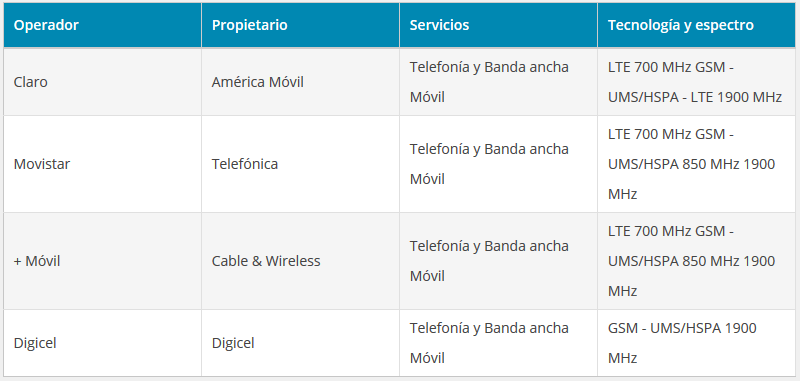 Operador Propietario Servicios Tecnología y espectro
Claro América Móvil Telefonía y Banda ancha Móvil LTE 700 MHz GSM - UMS/HSPA - LTE 1900 MHz
Movistar Telefónica Telefonía y Banda ancha Móvil LTE 700 MHz GSM - UMS/HSPA 850 MHz 1900 MHz
+ Móvil Cable & Wireless Telefonía y Banda ancha Móvil LTE 700 MHz GSM - UMS/HSPA 850 MHz 1900 MHz
Digicel Digicel Telefonía y Banda ancha Móvil GSM - UMS/HSPA 1900 MHz